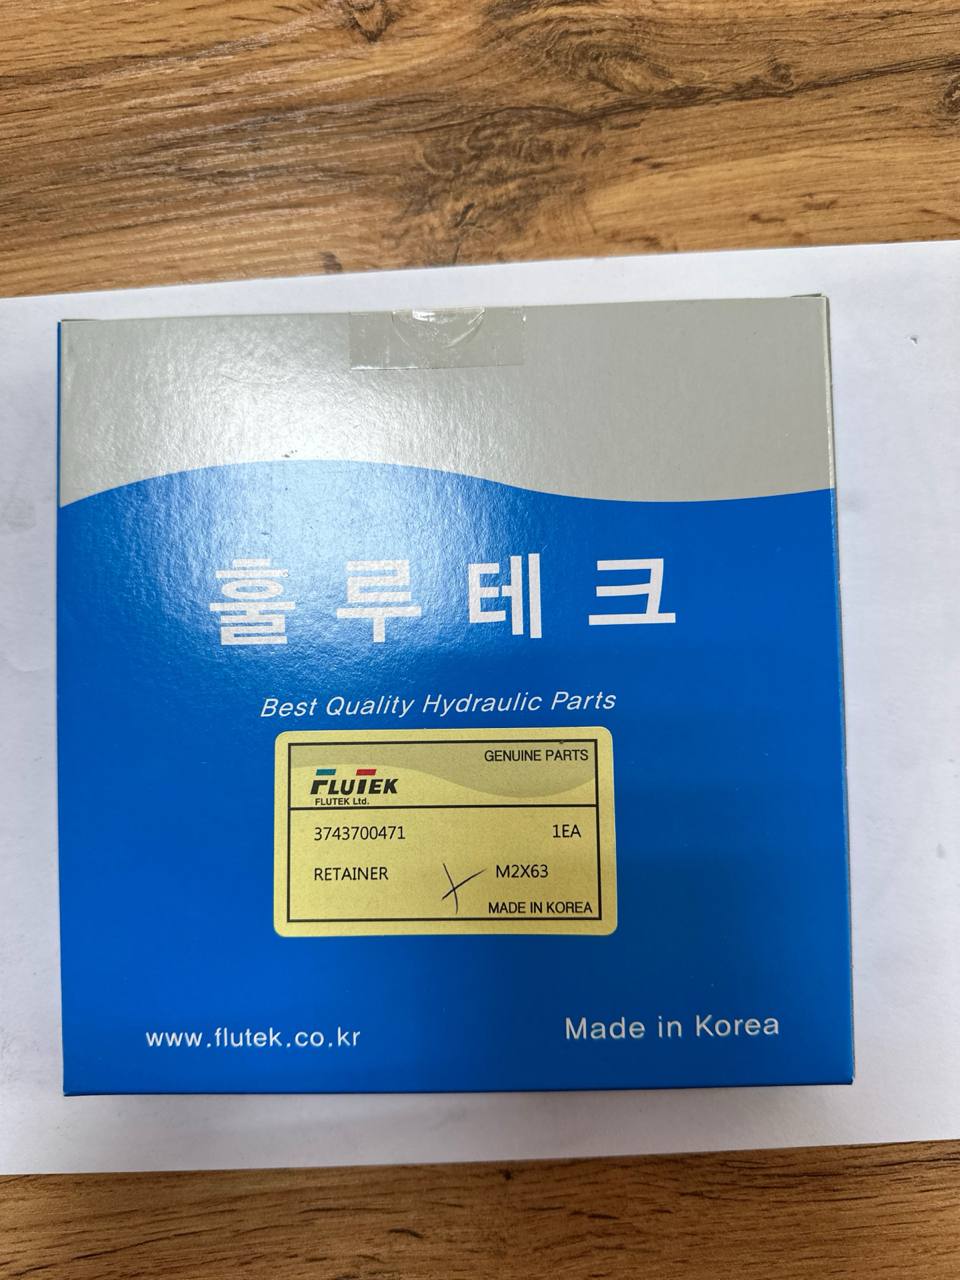 훌루테크
Best Quality Hydraulic Parts
GENUINE PARTS
FLUTEK
FLUTEK Ltd.
3743700471 1EA
RETAINER M2X63
MADE IN KOREA
www.flutek.co.kr Made in Korea